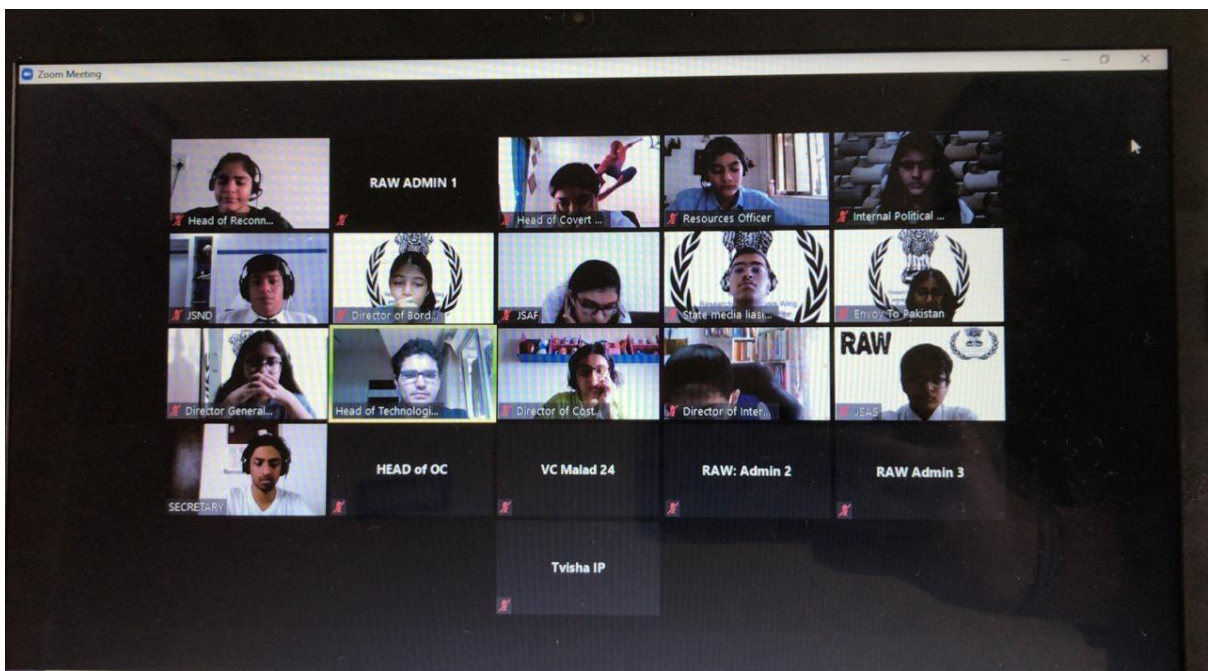 Zoom Meeting
Head of Reconn...
RAW ADMIN 1
Head of Covert ...
Resources Officer
Internal Political ...
JSND
Director of Bord...
JSAF
State media liasi...
Envoy To Pakistan
Director General...
Head of Technologi...
Director of Cost...
Director of Inter...
RAW
JSAS
SECRETARY
HEAD of OC
VC Malad 24
RAW: Admin 2
RAW Admin 3
Tvisha IP